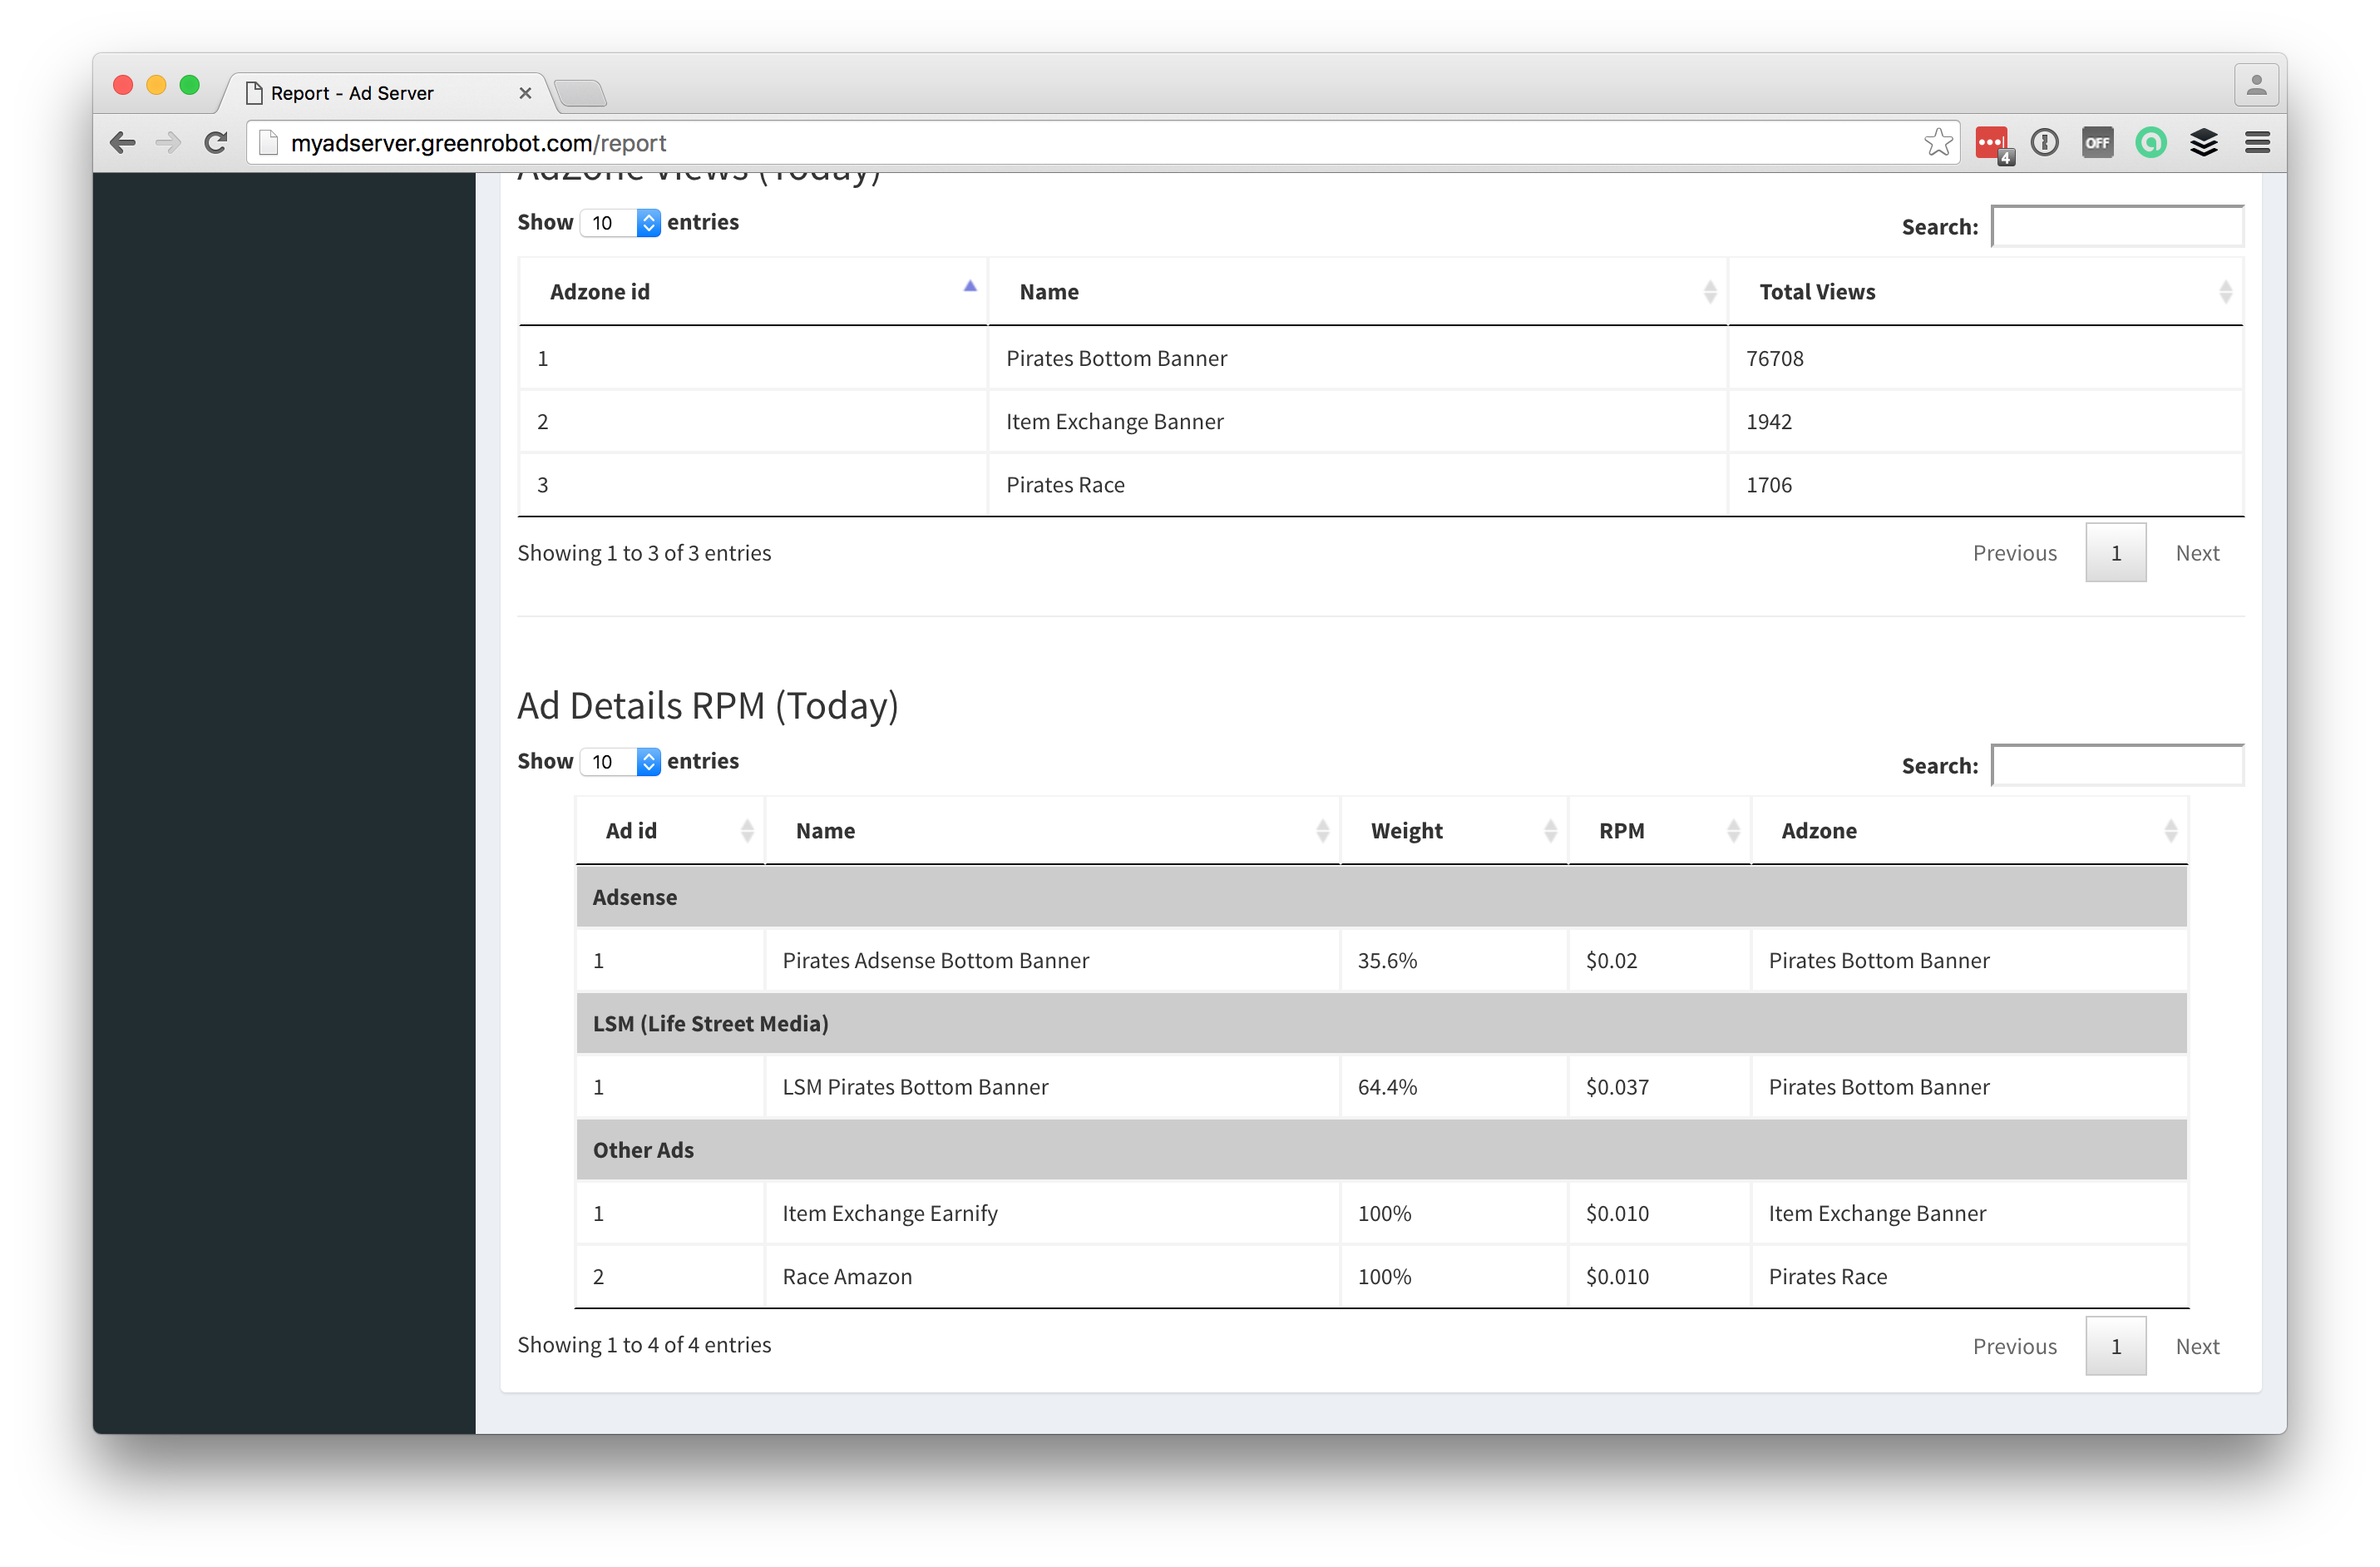 Report - Ad Server
myadserver.greenrobot.com/report
4
OFF
AdZone Views (Today)
Show 10 entries
Search:
Adzone id Name Total Views
1 Pirates Bottom Banner 76708
2 Item Exchange Banner 1942
3 Pirates Race 1706
Showing 1 to 3 of 3 entries
Previous 1 Next
Ad Details RPM (Today)
Show 10 entries
Search:
Ad id Name Weight RPM Adzone
Adsense
1 Pirates Adsense Bottom Banner 35.6% $0.02 Pirates Bottom Banner
LSM (Life Street Media)
1 LSM Pirates Bottom Banner 64.4% $0.037 Pirates Bottom Banner
Other Ads
1 Item Exchange Earnify 100% $0.010 Item Exchange Banner
2 Race Amazon 100% $0.010 Pirates Race
Showing 1 to 4 of 4 entries
Previous 1 Next